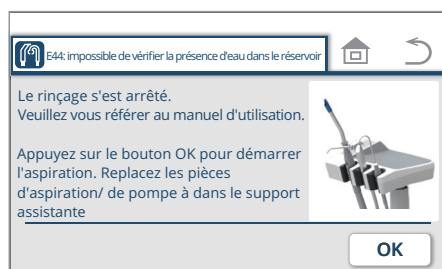 E44: impossible de vérifier la présence d'eau dans le réservoir
Le rinçage s'est arrêté.
Veuillez vous référer au manuel d'utilisation.
Appuyez sur le bouton OK pour démarrer
l'aspiration. Replacez les pièces
d'aspiration/ de pompe à dans le support
assistante
OK